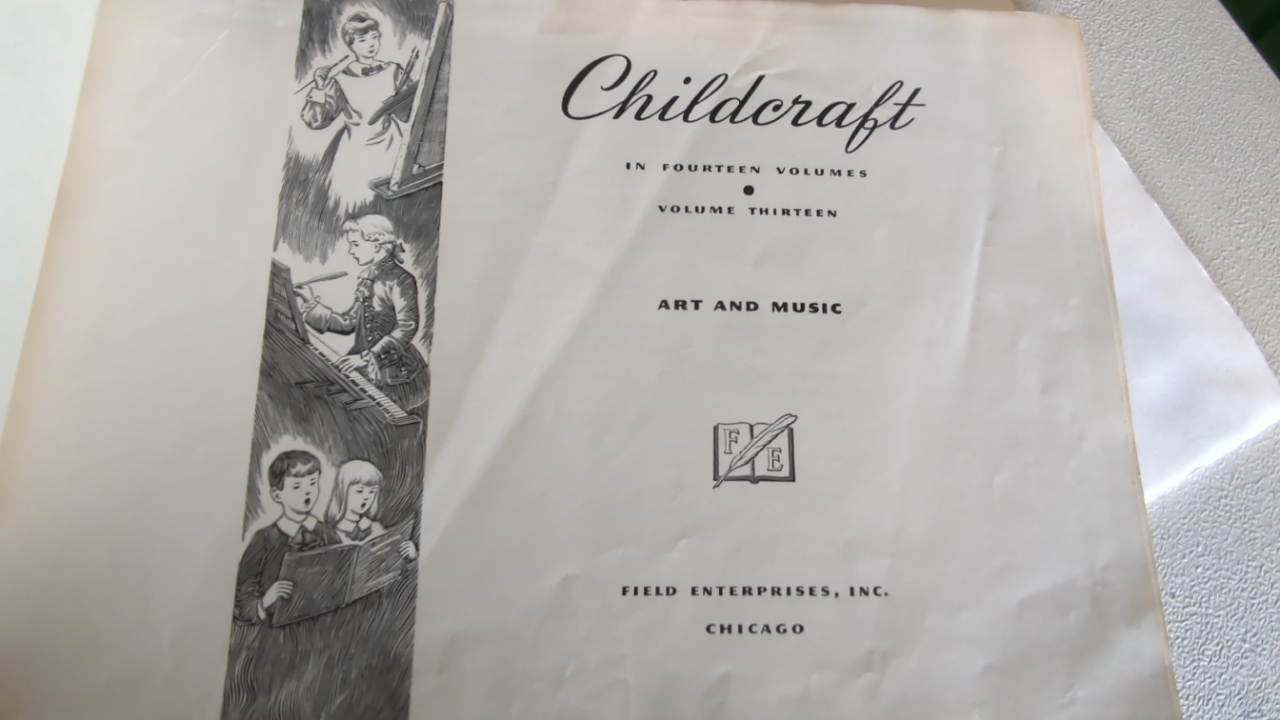 Childcraft
IN FOURTEEN VOLUMES
VOLUME THIRTEEN
ART AND MUSIC
F E
FIELD ENTERPRISES, INC.
CHICAGO